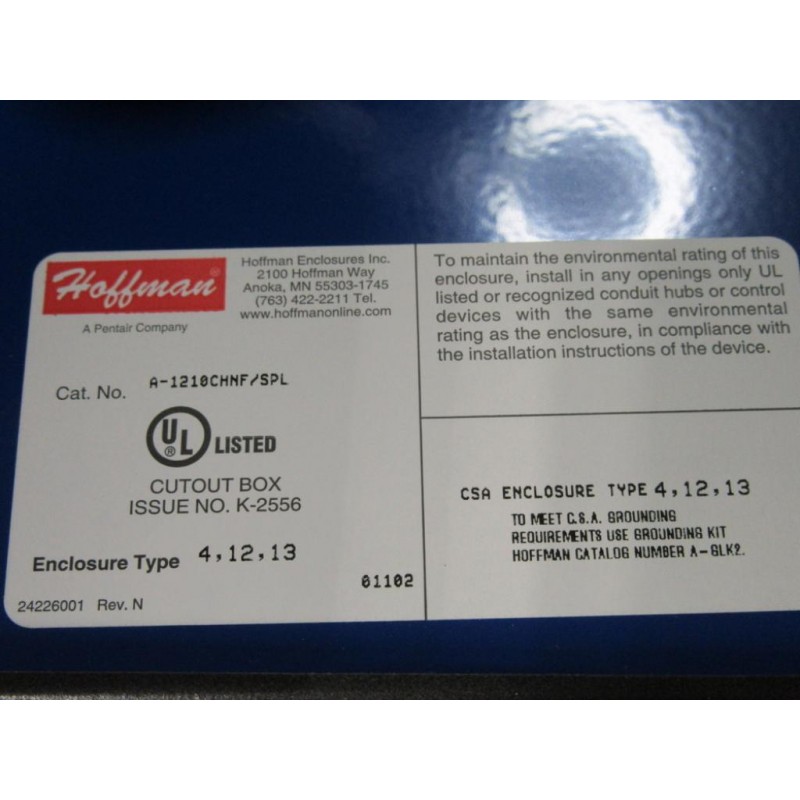 Hoffman®
A Pentair Company
Hoffman Enclosures Inc.
2100 Hoffman Way
Anoka, MN 55303-1745
(763) 422-2211 Tel.
www.hoffmanonline.com
Cat. No. A-1210CHNF/SPL
UL® LISTED
CUTOUT BOX
ISSUE NO. K-2556
Enclosure Type 4,12,13
01102
24226001 Rev. N
To maintain the environmental rating of this
enclosure, install in any openings only UL
listed or recognized conduit hubs or control
devices with the same environmental
rating as the enclosure, in compliance with
the installation instructions of the device.
CSA ENCLOSURE TYPE 4,12,13
TO MEET C.S.A. GROUNDING
REQUIREMENTS USE GROUNDING KIT
HOFFMAN CATALOG NUMBER A-GLK2.